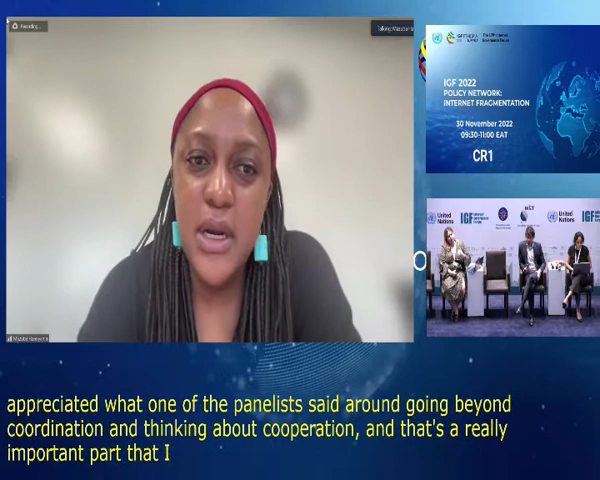 Recording...
IGF 2022
POLICY NETWORK:
INTERNET FRAGMENTATION
30 November 2022
09:30-11:00 EAT
CR1
United
Nations
IGF
United
Nations
IGF
appreciated what one of the panelists said around going beyond
coordination and thinking about cooperation, and that's a really
important part that I